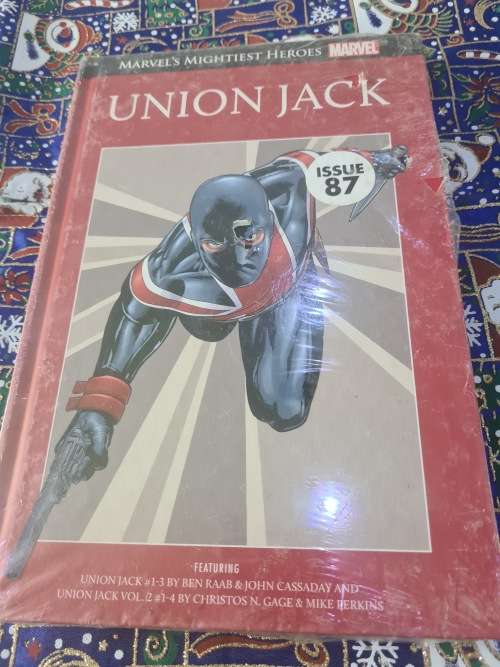 MARVEL'S MIGHTIEST HEROES MARVEL
UNION JACK
ISSUE
87
FEATURING
UNION JACK #1-3 BY BEN RAAB & JOHN CASSADAY AND
UNION JACK VOL. 2 #1-4 BY CHRISTOS N. GAGE & MIKE PERKINS